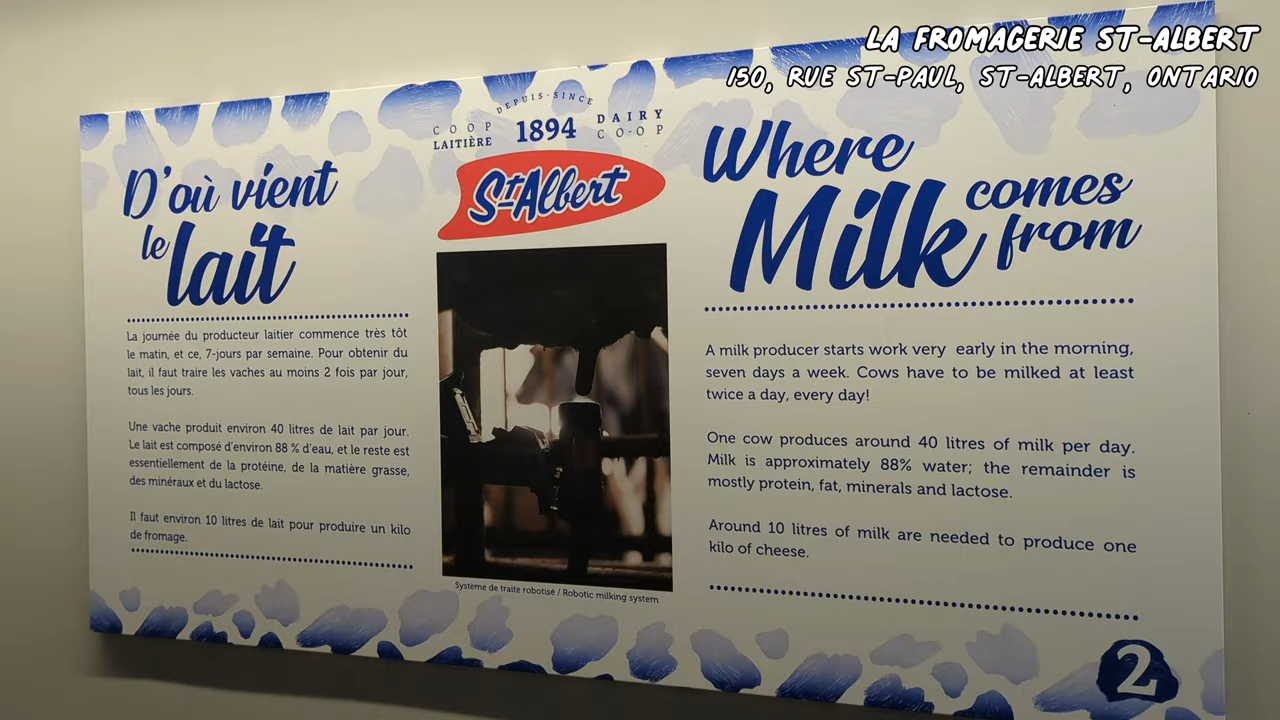 LA FROMAGERIE ST-ALBERT
150, RUE ST-PAUL, ST-ALBERT, ONTARIO
D'où vient
le lait
La journée du producteur laitier commence très tôt
le matin, et ce, 7-jours par semaine. Pour obtenir du
lait, il faut traire les vaches au moins 2 fois par jour,
tous les jours.
Une vache produit environ 40 litres de lait par jour.
Le lait est composé d'environ 88 % d'eau, et le reste est
essentiellement de la protéine, de la matière grasse,
des minéraux et du lactose.
Il faut environ 10 litres de lait pour produire un kilo
de fromage.
DEPUIS-SINCE
COOP
LAITIÈRE
1894
DAIRY
CO-OP
St-Albert
Système de traite robotisé / Robotic milking system
Where
Milk comes
from
A milk producer starts work very early in the morning,
seven days a week. Cows have to be milked at least
twice a day, every day!
One cow produces around 40 litres of milk per day.
Milk is approximately 88% water; the remainder is
mostly protein, fat, minerals and lactose.
Around 10 litres of milk are needed to produce one
kilo of cheese.
2